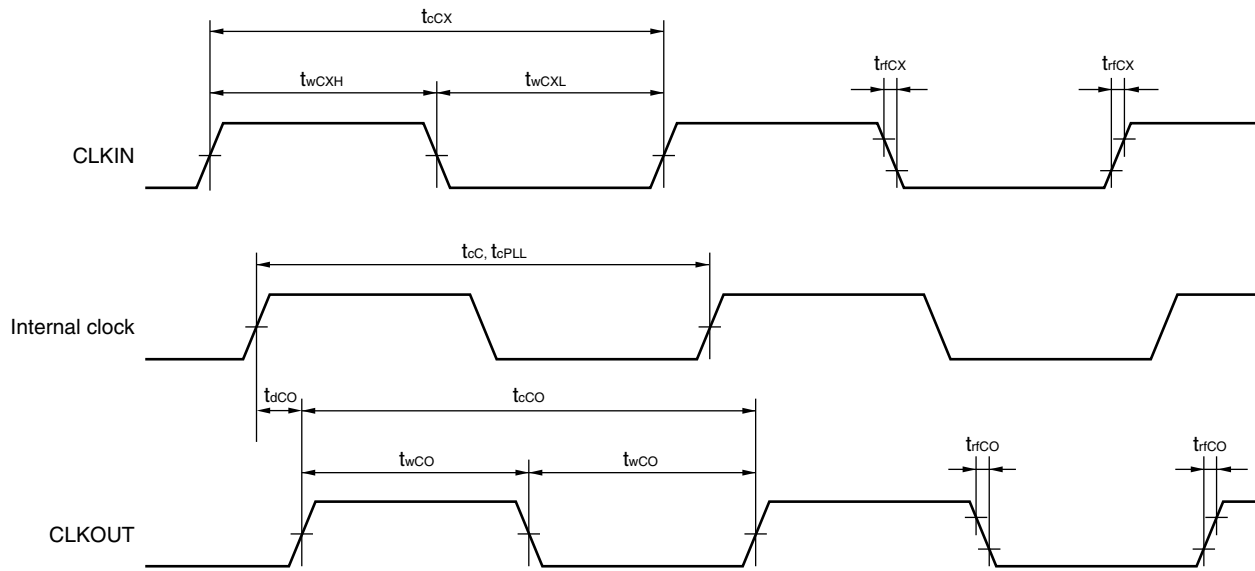 tcCX
twCXH twCXL trfCX trfCX
CLKIN
tcC, tcPLL
Internal clock
tdCO tcCO
twCO twCO trfCO trfCO
CLKOUT